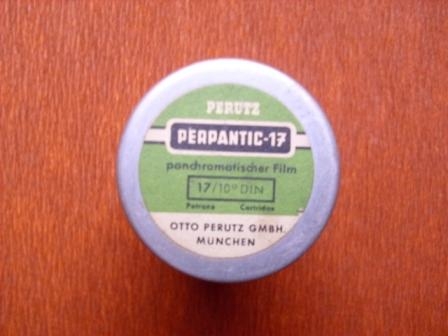 PERUTZ
PERPANTIC-17
panchromatischer Film
17/10° DIN
Patrone Cartridge
OTTO PERUTZ GMBH.
MÜNCHEN